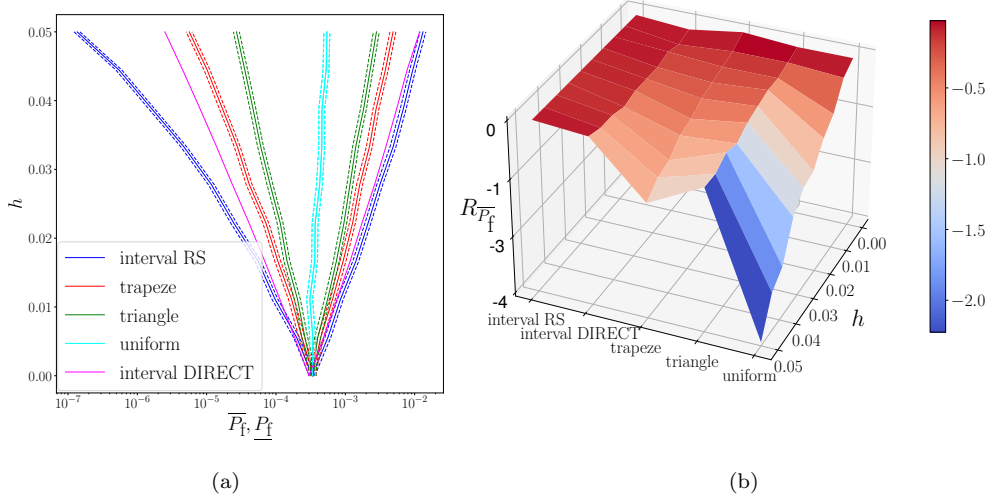 0.05
0.04
0.03
0.02
0.01
0.00
h
interval RS
trapeze
triangle
uniform
interval DIRECT
10⁻⁷ 10⁻⁶ 10⁻⁵ 10⁻⁴ 10⁻³ 10⁻²
P̅f, P̲f
(a)
0
-1
-3
-4
R P̅f
interval RS
interval DIRECT
trapeze
triangle
uniform
0.00
0.01
0.02
0.03
0.04
0.05
h
−0.5
−1.0
−1.5
−2.0
(b)